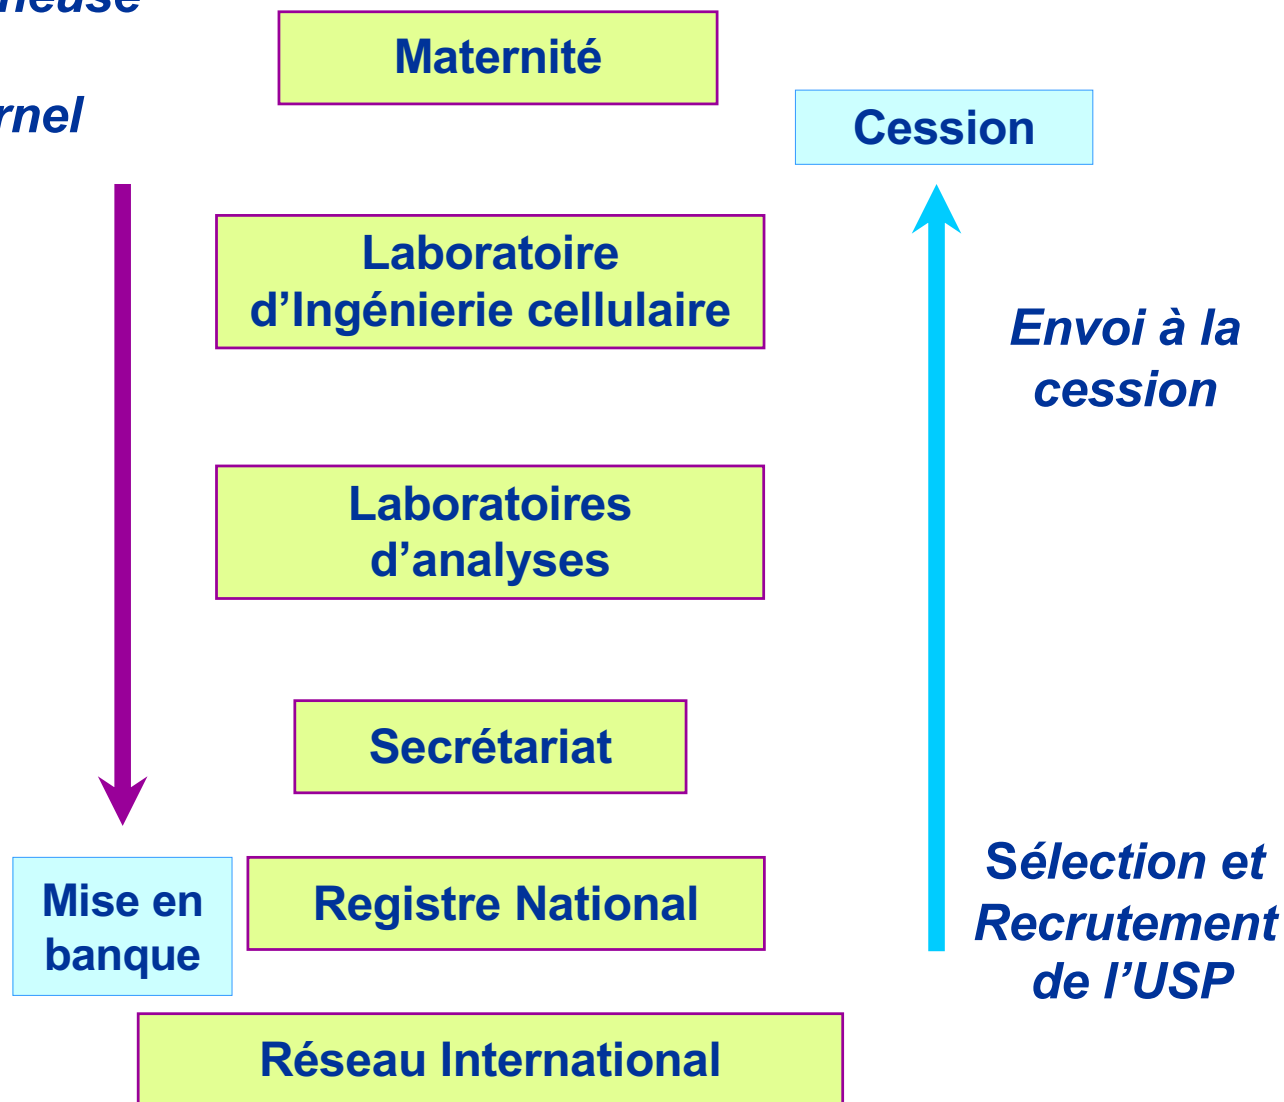 Maternité
Cession
Laboratoire
d’Ingénierie cellulaire
Envoi à la
cession
Laboratoires
d’analyses
Secrétariat
Mise en
banque
Registre National
Sélection et
Recrutement
de l’USP
Réseau International